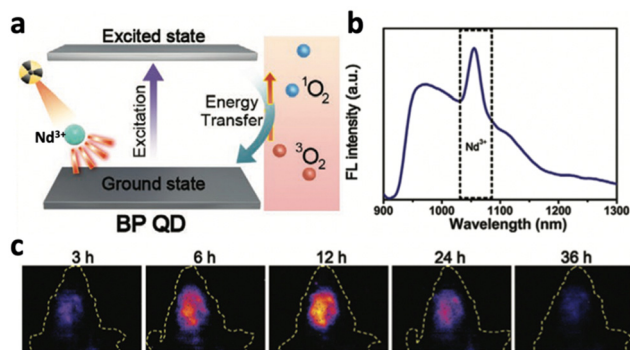 a
Excited state
Nd³⁺
Excitation
Energy
Transfer
¹O₂
³O₂
Ground state
BP QD
b
FL intensity (a.u.)
Nd³⁺
900 1000 1100 1200 1300
Wavelength (nm)
c
3 h 6 h 12 h 24 h 36 h